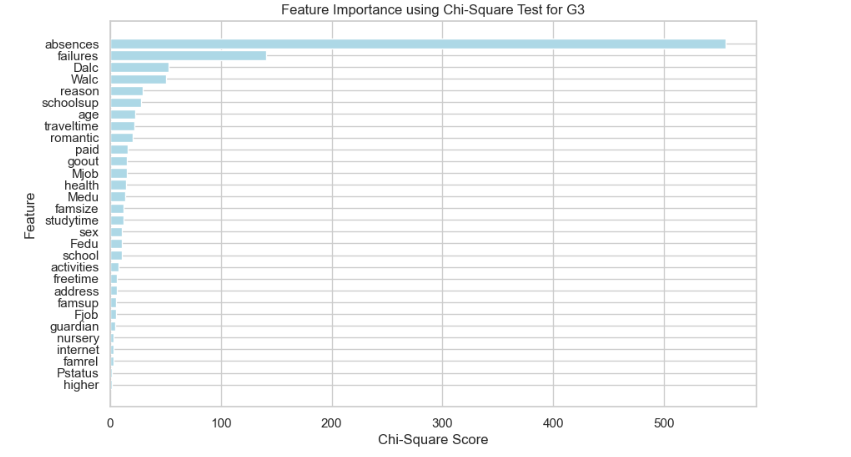 Feature Importance using Chi-Square Test for G3
absences
failures
Dalc
Walc
reason
schoolsup
age
traveltime
romantic
paid
goout
Mjob
health
Medu
famsize
studytime
sex
Fedu
school
activities
freetime
address
famsup
Fjob
guardian
nursery
internet
famrel
Pstatus
higher
Feature
0 100 200 300 400 500
Chi-Square Score